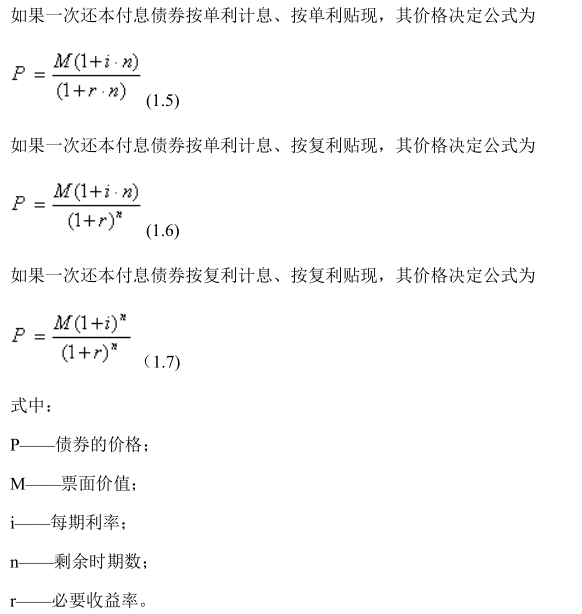 如果一次还本付息债券按单利计息、按单利贴现，其价格决定公式为
P = M(1+i·n) / (1+r·n) (1.5)
如果一次还本付息债券按单利计息、按复利贴现，其价格决定公式为
P = M(1+i·n) / (1+r)ⁿ (1.6)
如果一次还本付息债券按复利计息、按复利贴现，其价格决定公式为
P = M(1+i)ⁿ / (1+r)ⁿ （1.7)
式中：
P——债券的价格；
M——票面价值；
i——每期利率；
n——剩余时期数；
r——必要收益率。